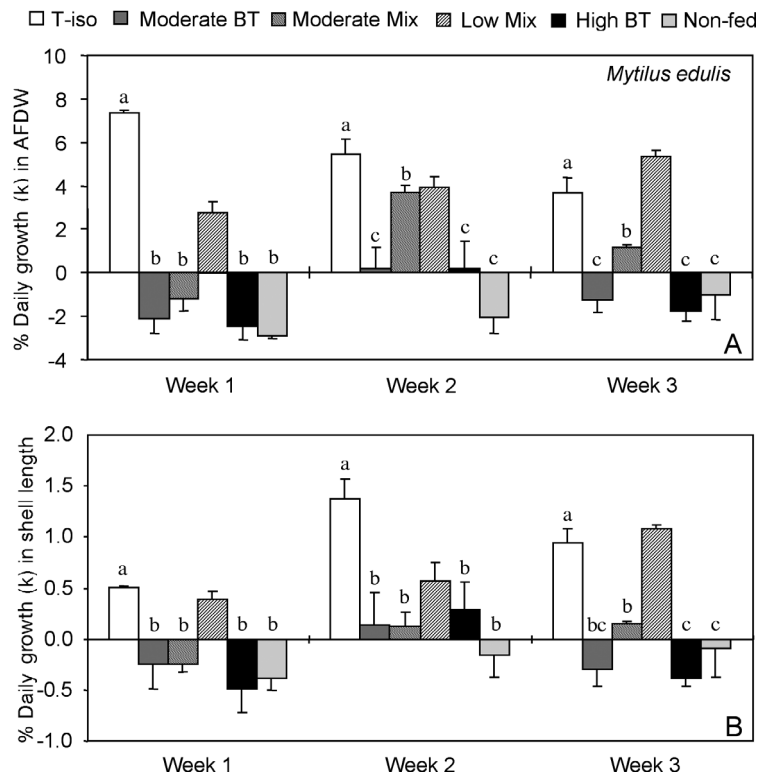 T-iso Moderate BT Moderate Mix Low Mix High BT Non-fed
% Daily growth (k) in AFDW
10
8
6
4
2
0
-2
-4
Mytilus edulis
a b b b b
a c b c c
a c b c c
A
Week 1 Week 2 Week 3
% Daily growth (k) in shell length
2.0
1.5
1.0
0.5
0.0
-0.5
-1.0
a b b b b
a b b b b
a bc b c c
B
Week 1 Week 2 Week 3